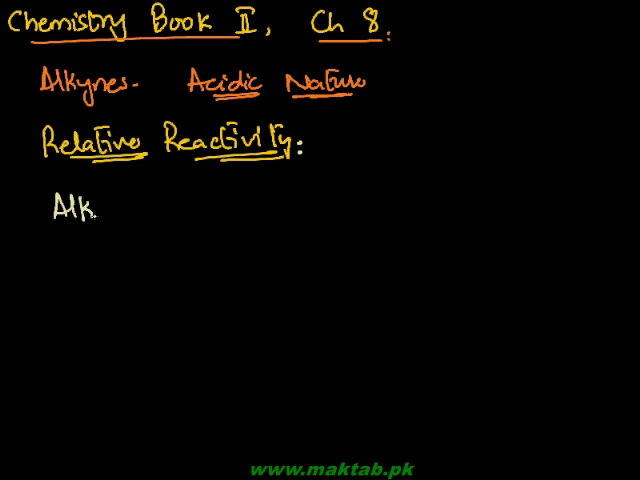 Chemistry Book II, Ch 8:
Alkynes- Acidic Nature
Relative Reactivity:
Alk
www.maktab.pk